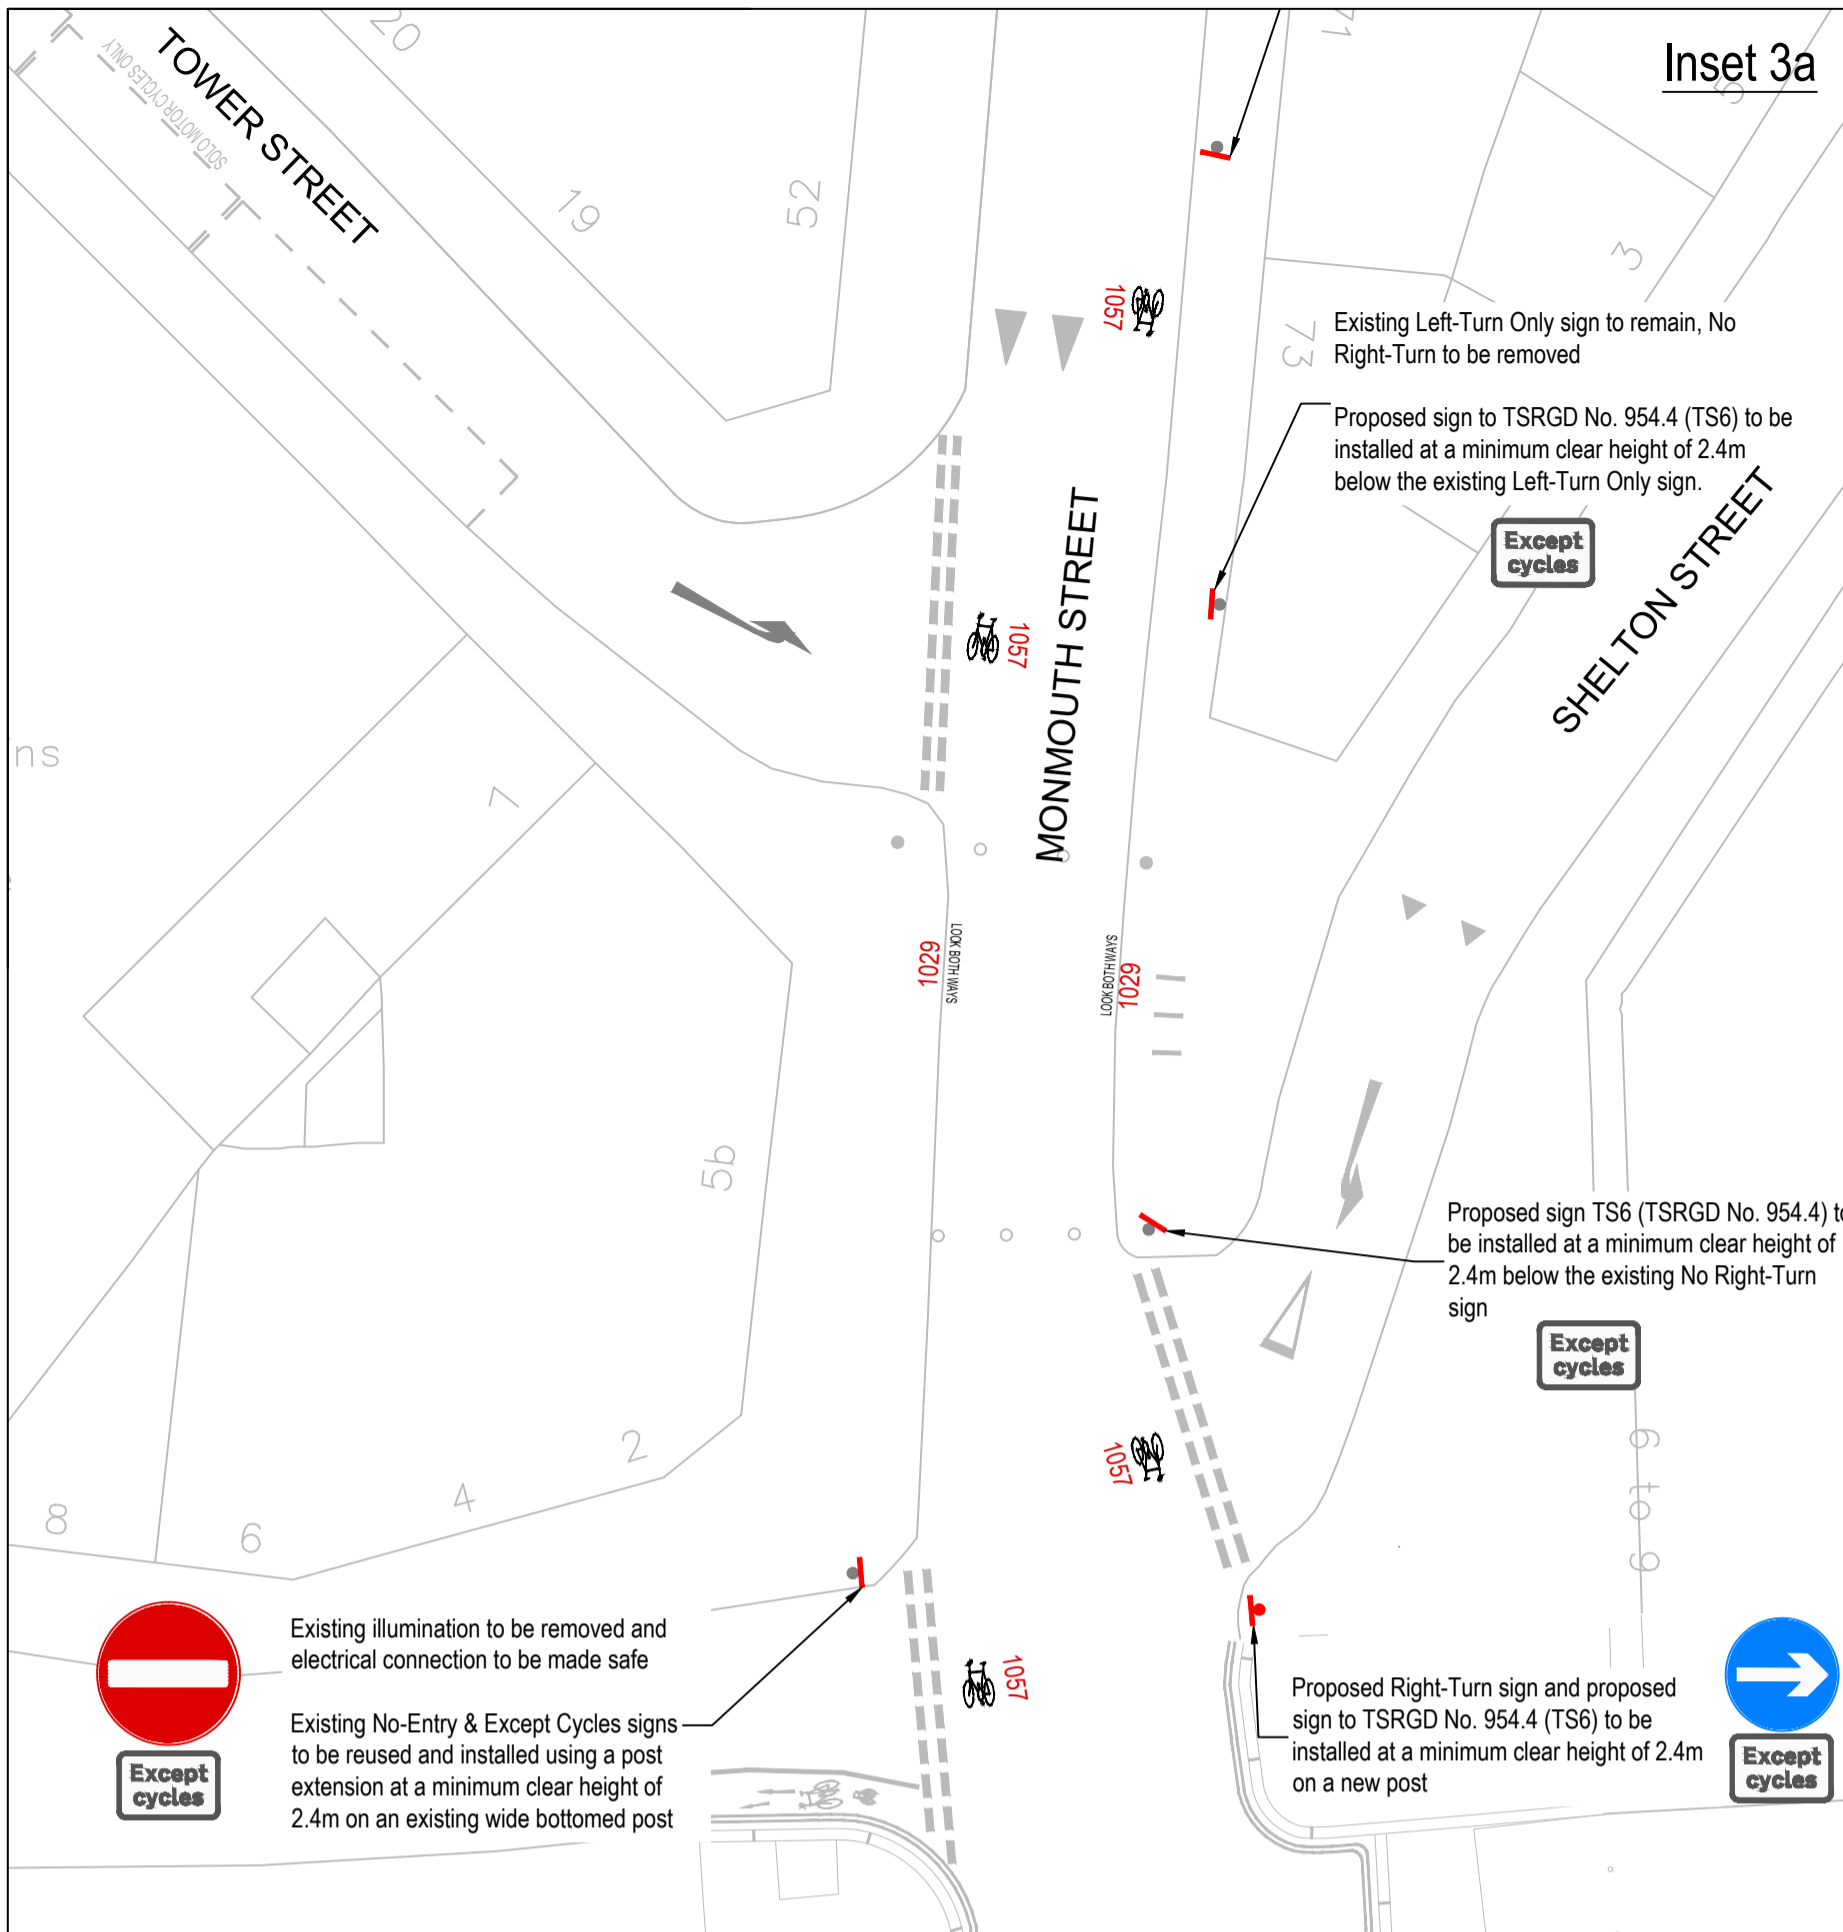 Inset 3a
TOWER STREET
SOLO MOTORCYCLES ONLY
20
19
52
71
5
3
73
1057
Existing Left-Turn Only sign to remain, No
Right-Turn to be removed
Proposed sign to TSRGD No. 954.4 (TS6) to be
installed at a minimum clear height of 2.4m
below the existing Left-Turn Only sign.
Except
cycles
MONMOUTH STREET
SHELTON STREET
1057
ns
1
1029
LOOK BOTH WAYS
LOOK BOTH WAYS
1029
5b
Proposed sign TS6 (TSRGD No. 954.4) to
be installed at a minimum clear height of
2.4m below the existing No Right-Turn
sign
Except
cycles
1057
2
4
6
8
6 to 9
Existing illumination to be removed and
electrical connection to be made safe
Existing No-Entry & Except Cycles signs
to be reused and installed using a post
extension at a minimum clear height of
2.4m on an existing wide bottomed post
Except
cycles
1057
Proposed Right-Turn sign and proposed
sign to TSRGD No. 954.4 (TS6) to be
installed at a minimum clear height of 2.4m
on a new post
Except
cycles